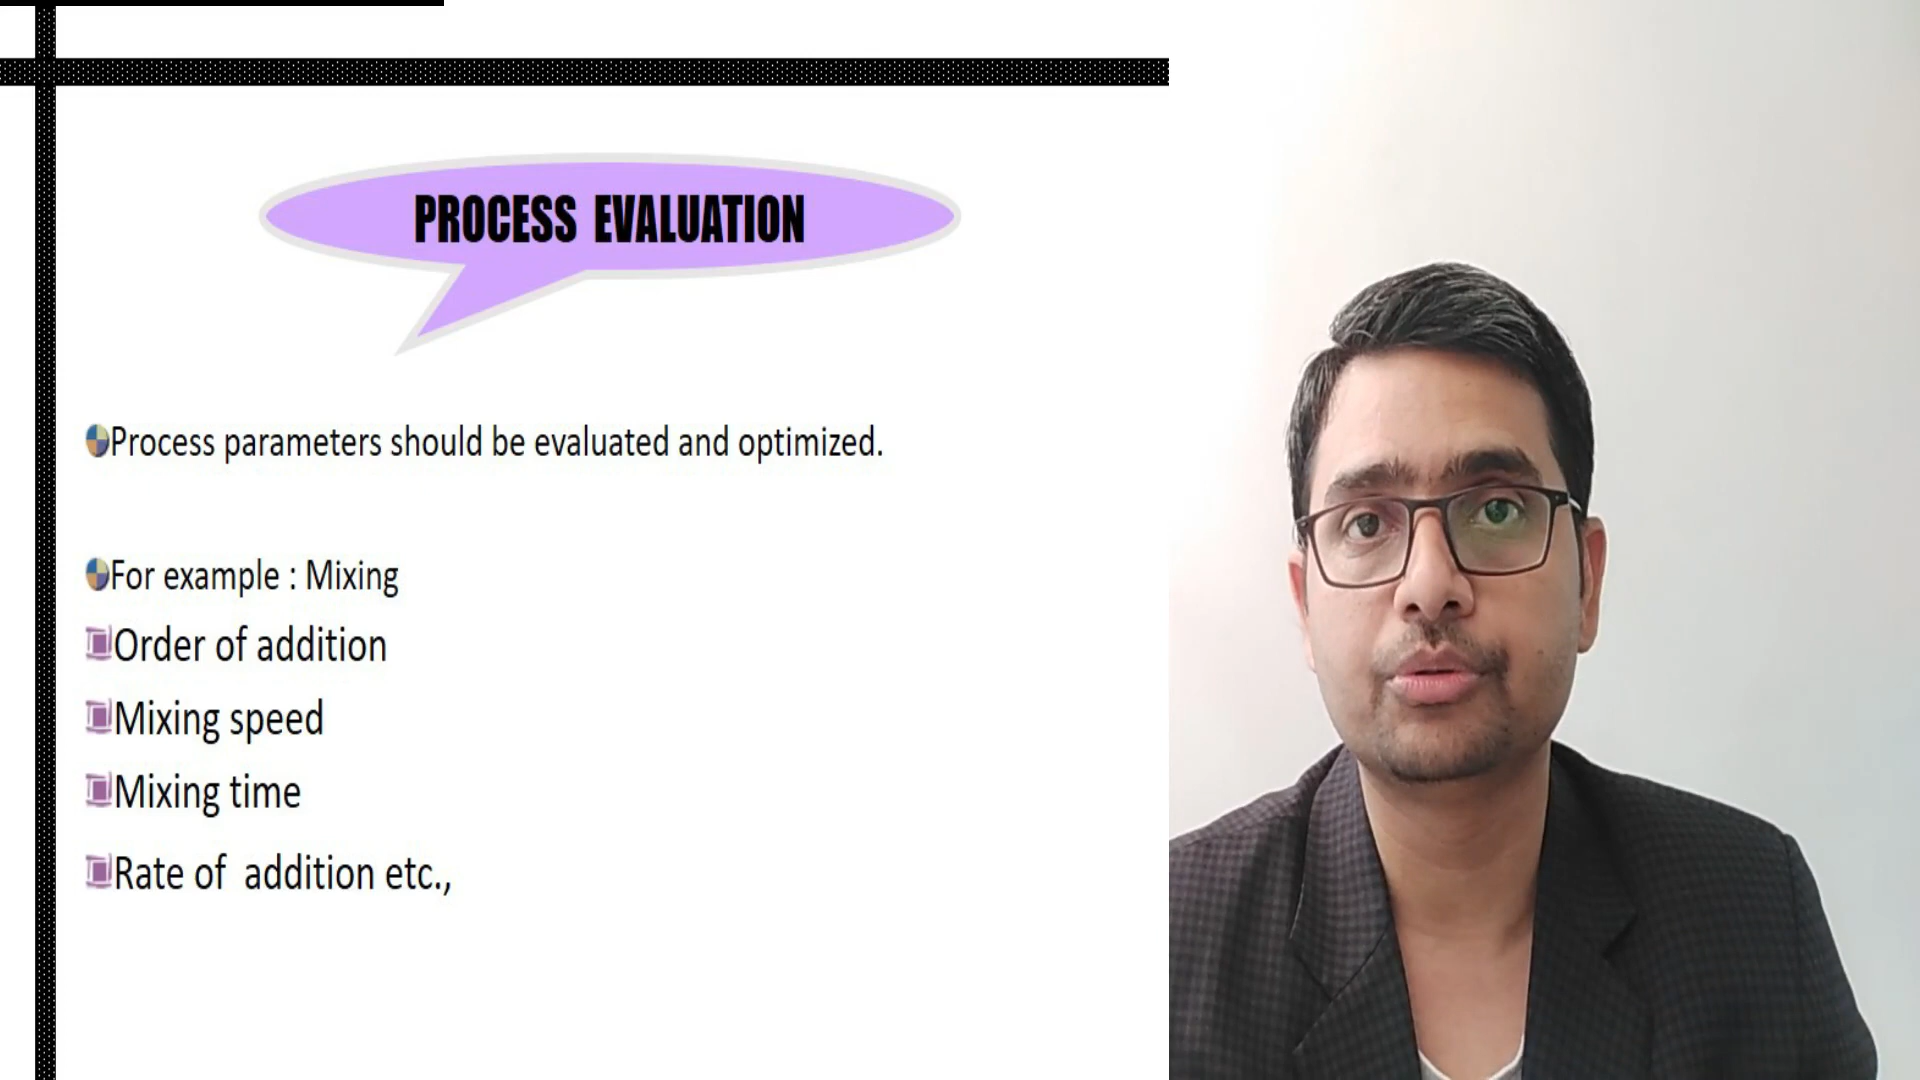 PROCESS EVALUATION
Process parameters should be evaluated and optimized.
For example : Mixing
Order of addition
Mixing speed
Mixing time
Rate of addition etc.,